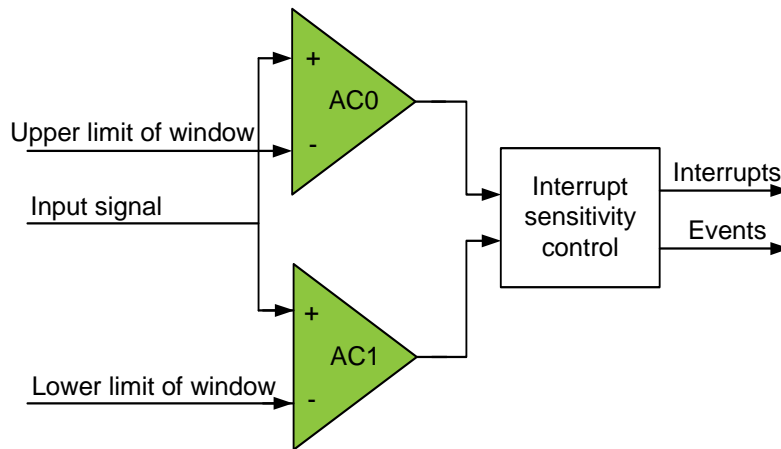 +
AC0
-
Upper limit of window
Input signal
Interrupt
sensitivity
control
Interrupts
Events
+
AC1
-
Lower limit of window